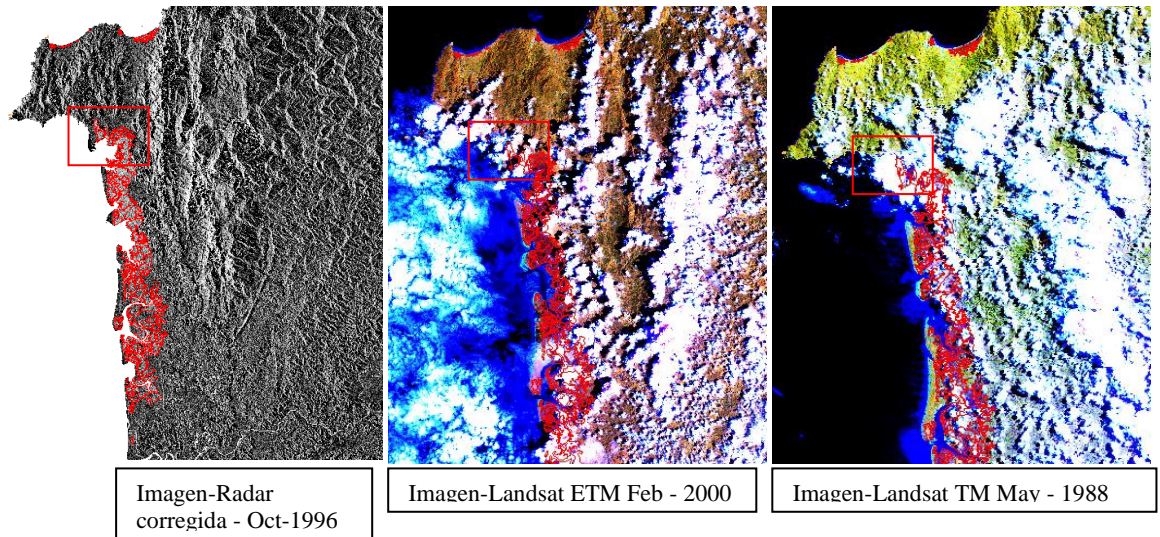 Imagen-Radar
corregida - Oct-1996
Imagen-Landsat ETM Feb - 2000
Imagen-Landsat TM May - 1988